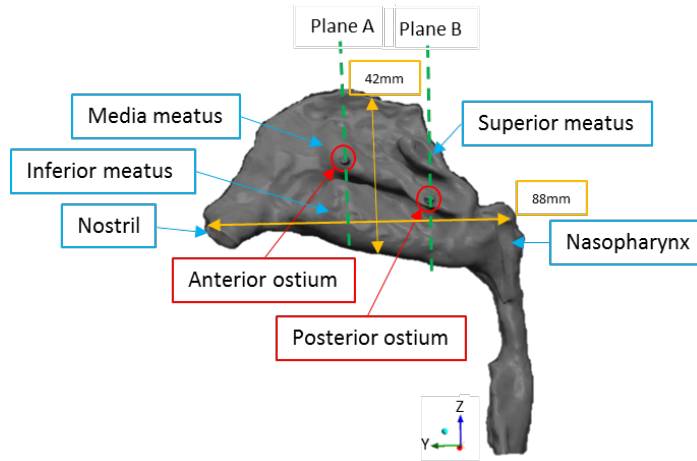 Plane A
Plane B
42mm
Media meatus
Superior meatus
Inferior meatus
88mm
Nostril
Nasopharynx
Anterior ostium
Posterior ostium
Z
Y